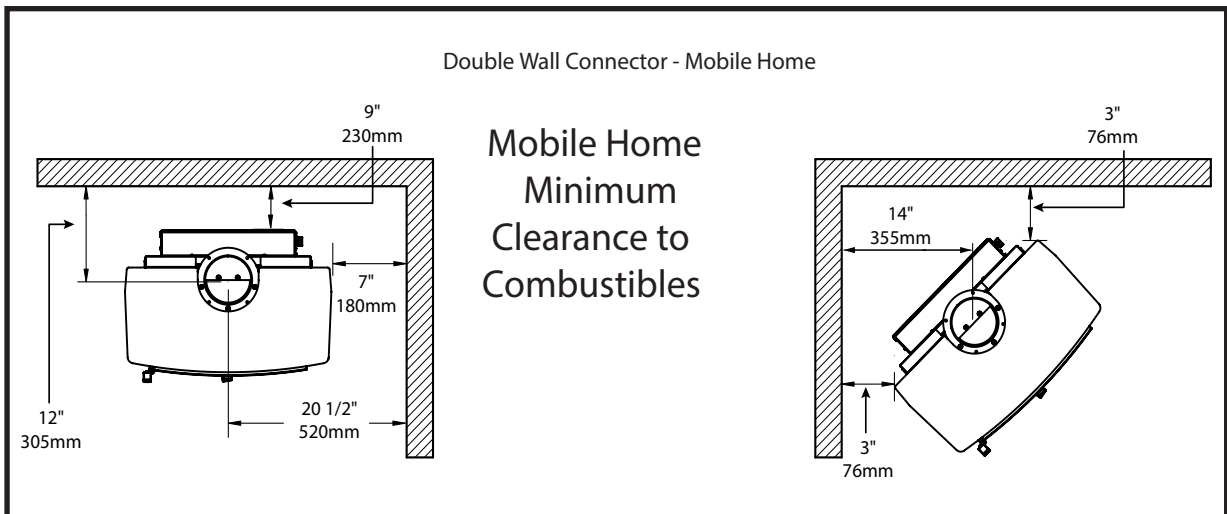 Double Wall Connector - Mobile Home
9"
230mm
3"
76mm
Mobile Home
Minimum
Clearance to
Combustibles
14"
355mm
7"
180mm
12"
305mm
20 1/2"
520mm
3"
76mm